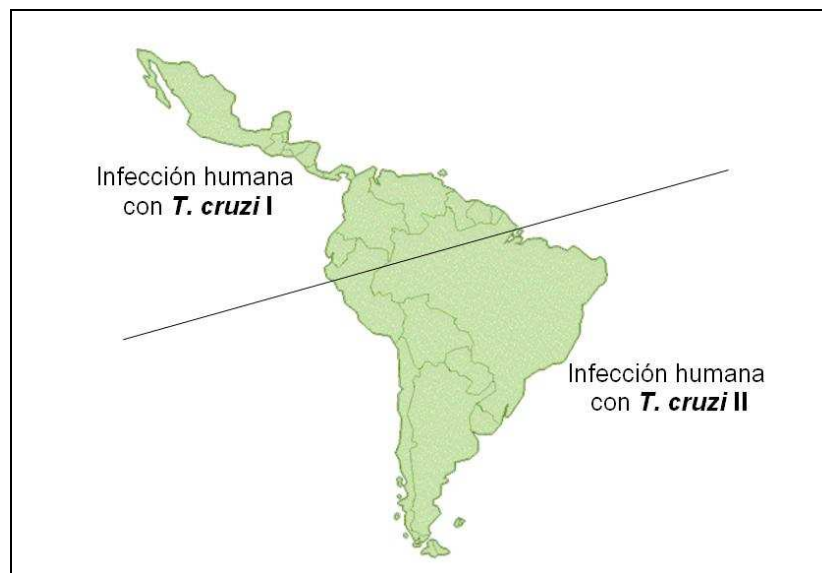 Infección humana
con T. cruzi I
Infección humana
con T. cruzi II